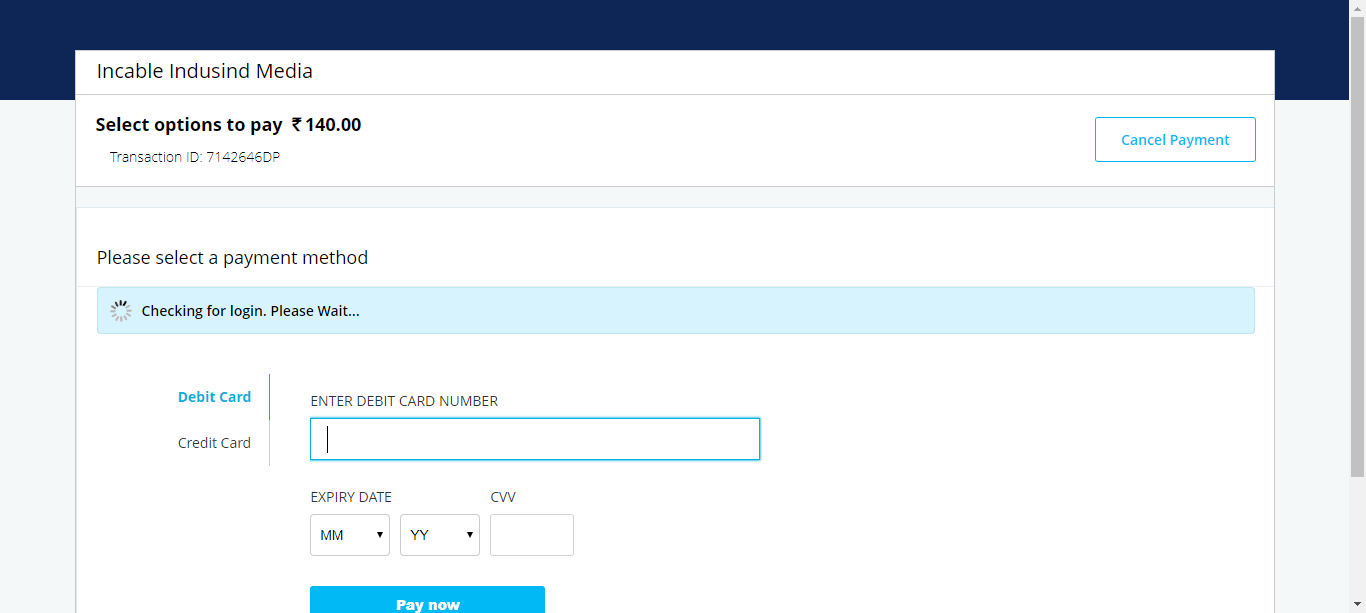 Incable Indusind Media
Select options to pay ₹ 140.00
Cancel Payment
Transaction ID: 7142646DP
Please select a payment method
Checking for login. Please Wait...
Debit Card
Credit Card
ENTER DEBIT CARD NUMBER
EXPIRY DATE CVV
MM YY
Pay now